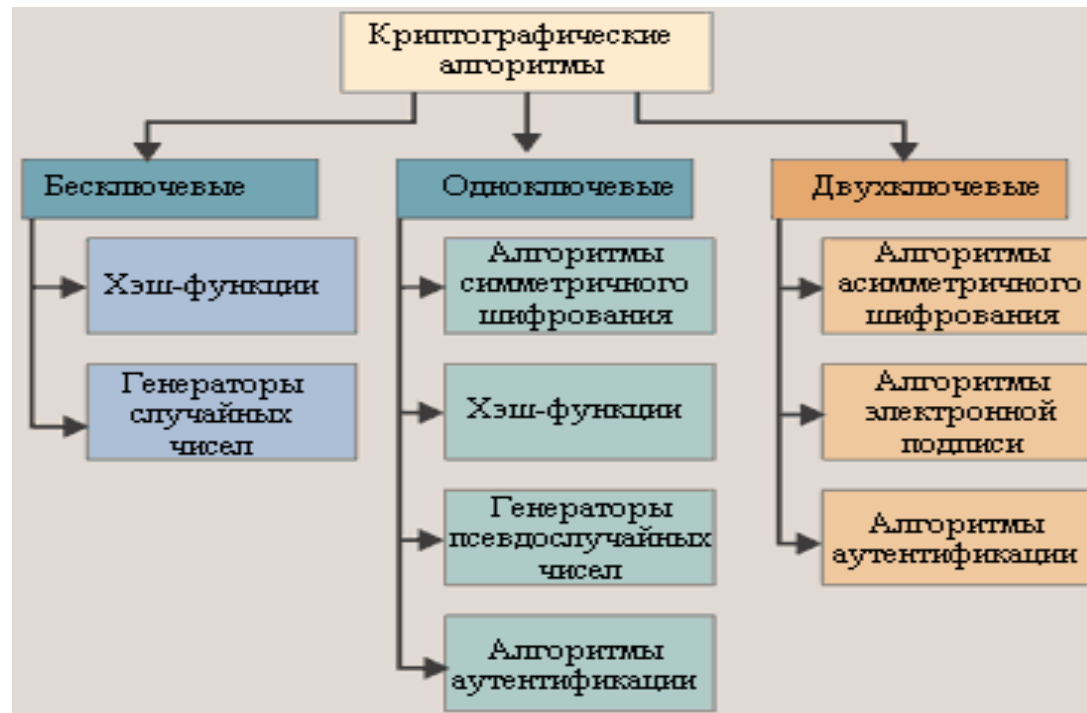 Криптографические
алгоритмы
Бесключевые
Хэш-функции
Генераторы
случайных
чисел
Одноключевые
Алгоритмы
симметричного
шифрования
Хэш-функции
Генераторы
псевдослучайных
чисел
Алгоритмы
аутентификации
Двухключевые
Алгоритмы
асимметричного
шифрования
Алгоритмы
электронной
подписи
Алгоритмы
аутентификации